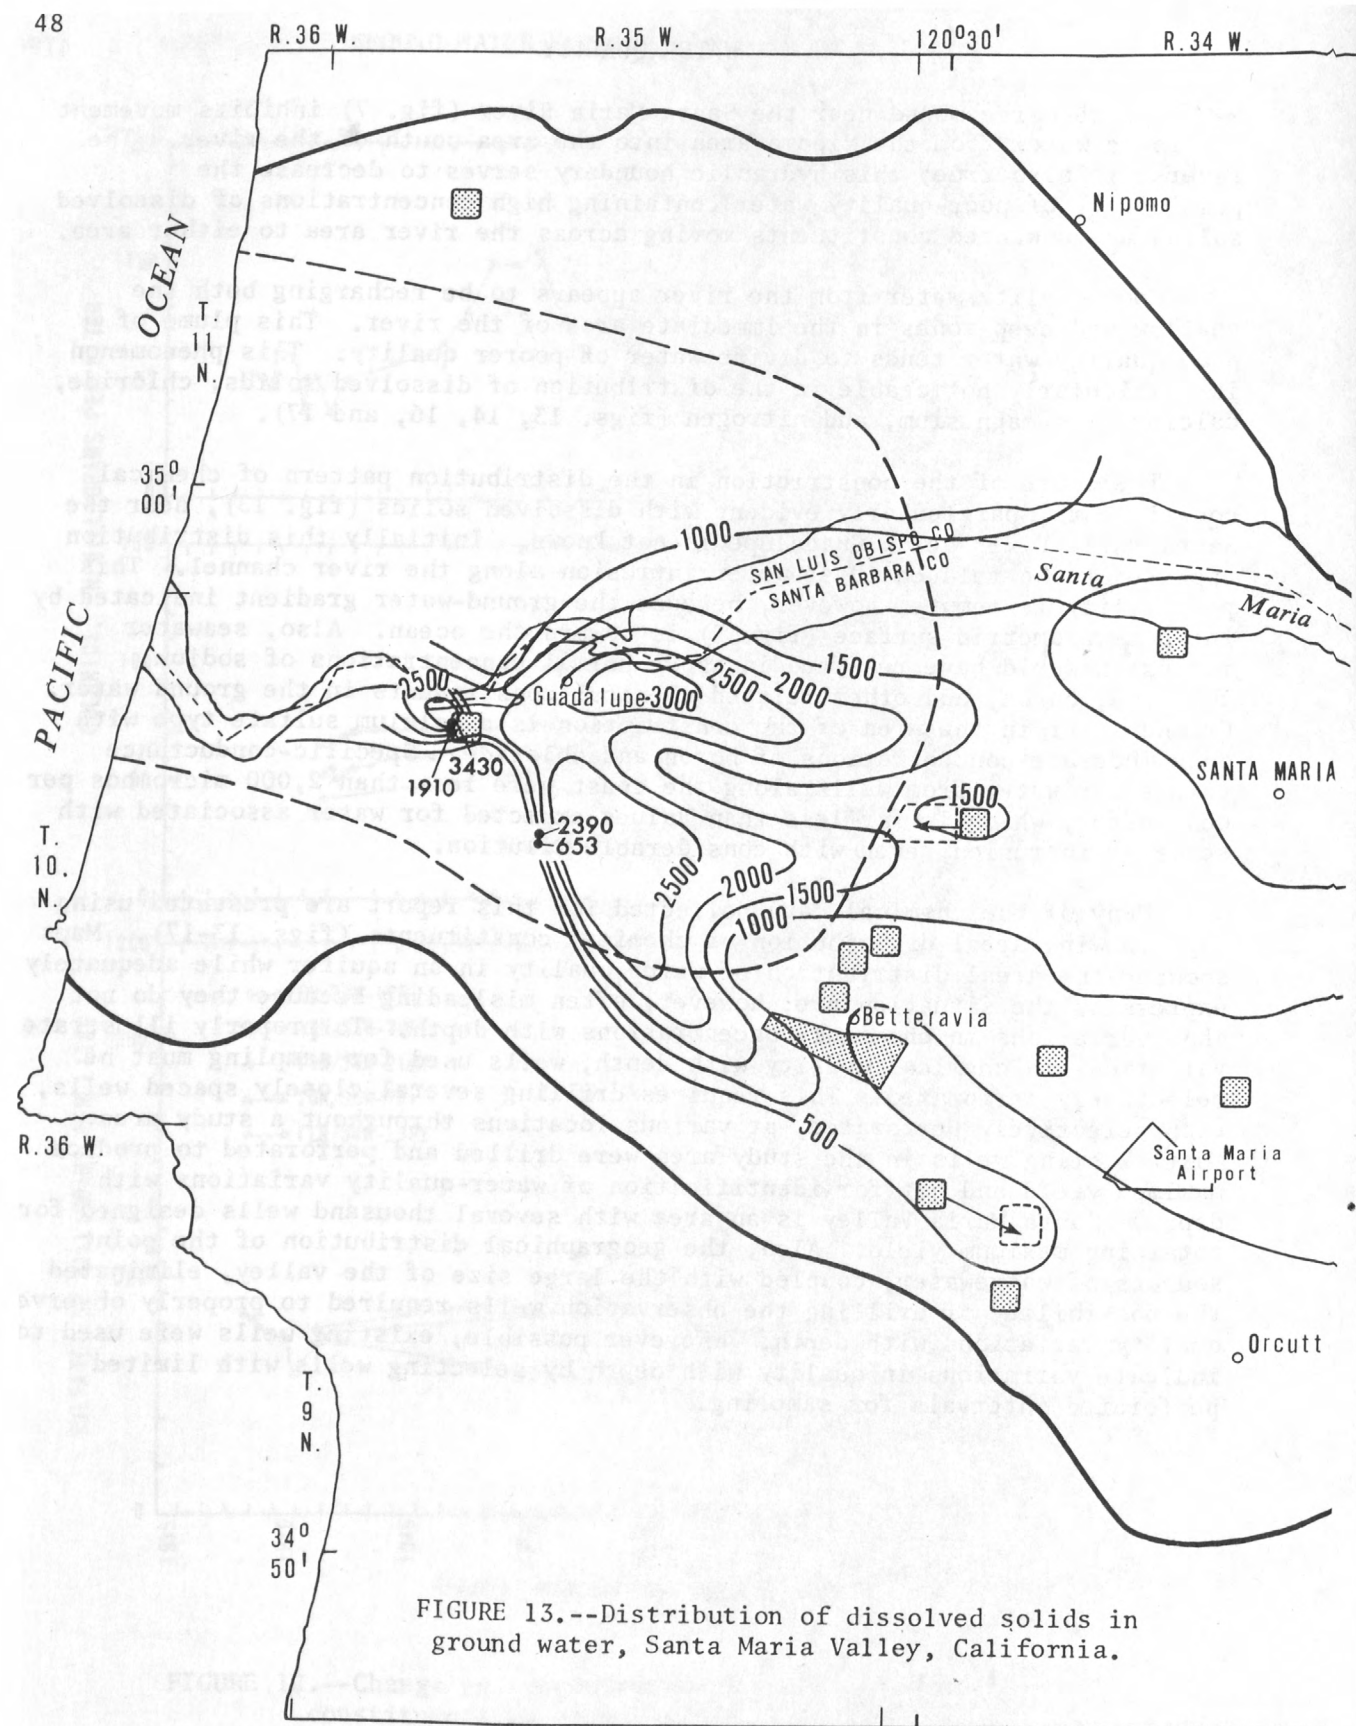 48
R.36 W.
R.35 W.
120°30'
R.34 W.
Nipomo
OCEAN
T.
11
N.
35°
00'
1000
SAN LUIS OBISPO CO
SANTA BARBARA CO
Santa
Maria
PACIFIC
1500
2000
2500
2500
Guadalupe
3000
3430
1910
SANTA MARIA
1500
2390
653
T.
10.
N.
2500
2000
1500
1000
Betteravia
500
R.36 W.
Santa Maria
Airport
Orcutt
T.
9
N.
34°
50'
FIGURE 13.--Distribution of dissolved solids in
ground water, Santa Maria Valley, California.